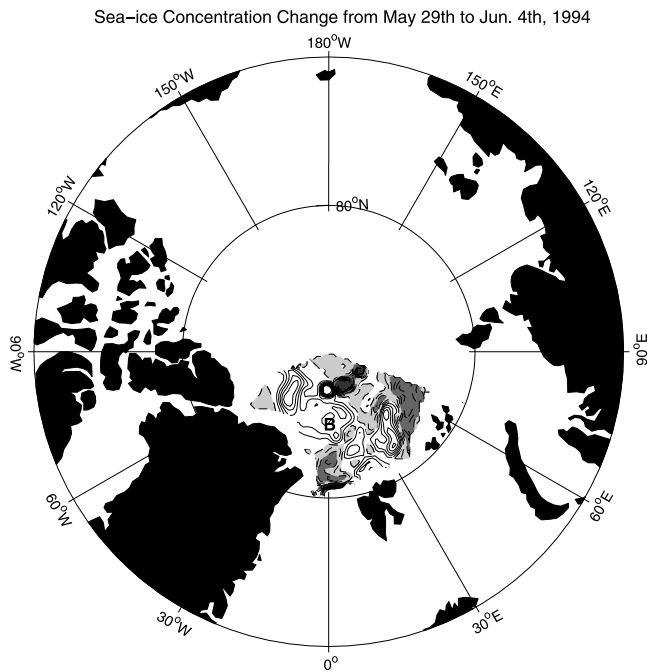 Sea−ice Concentration Change from May 29th to Jun. 4th, 1994
180°W
150°W
150°E
120°W
80°N
120°E
90°W
90°E
B
60°W
60°E
30°W
30°E
0°